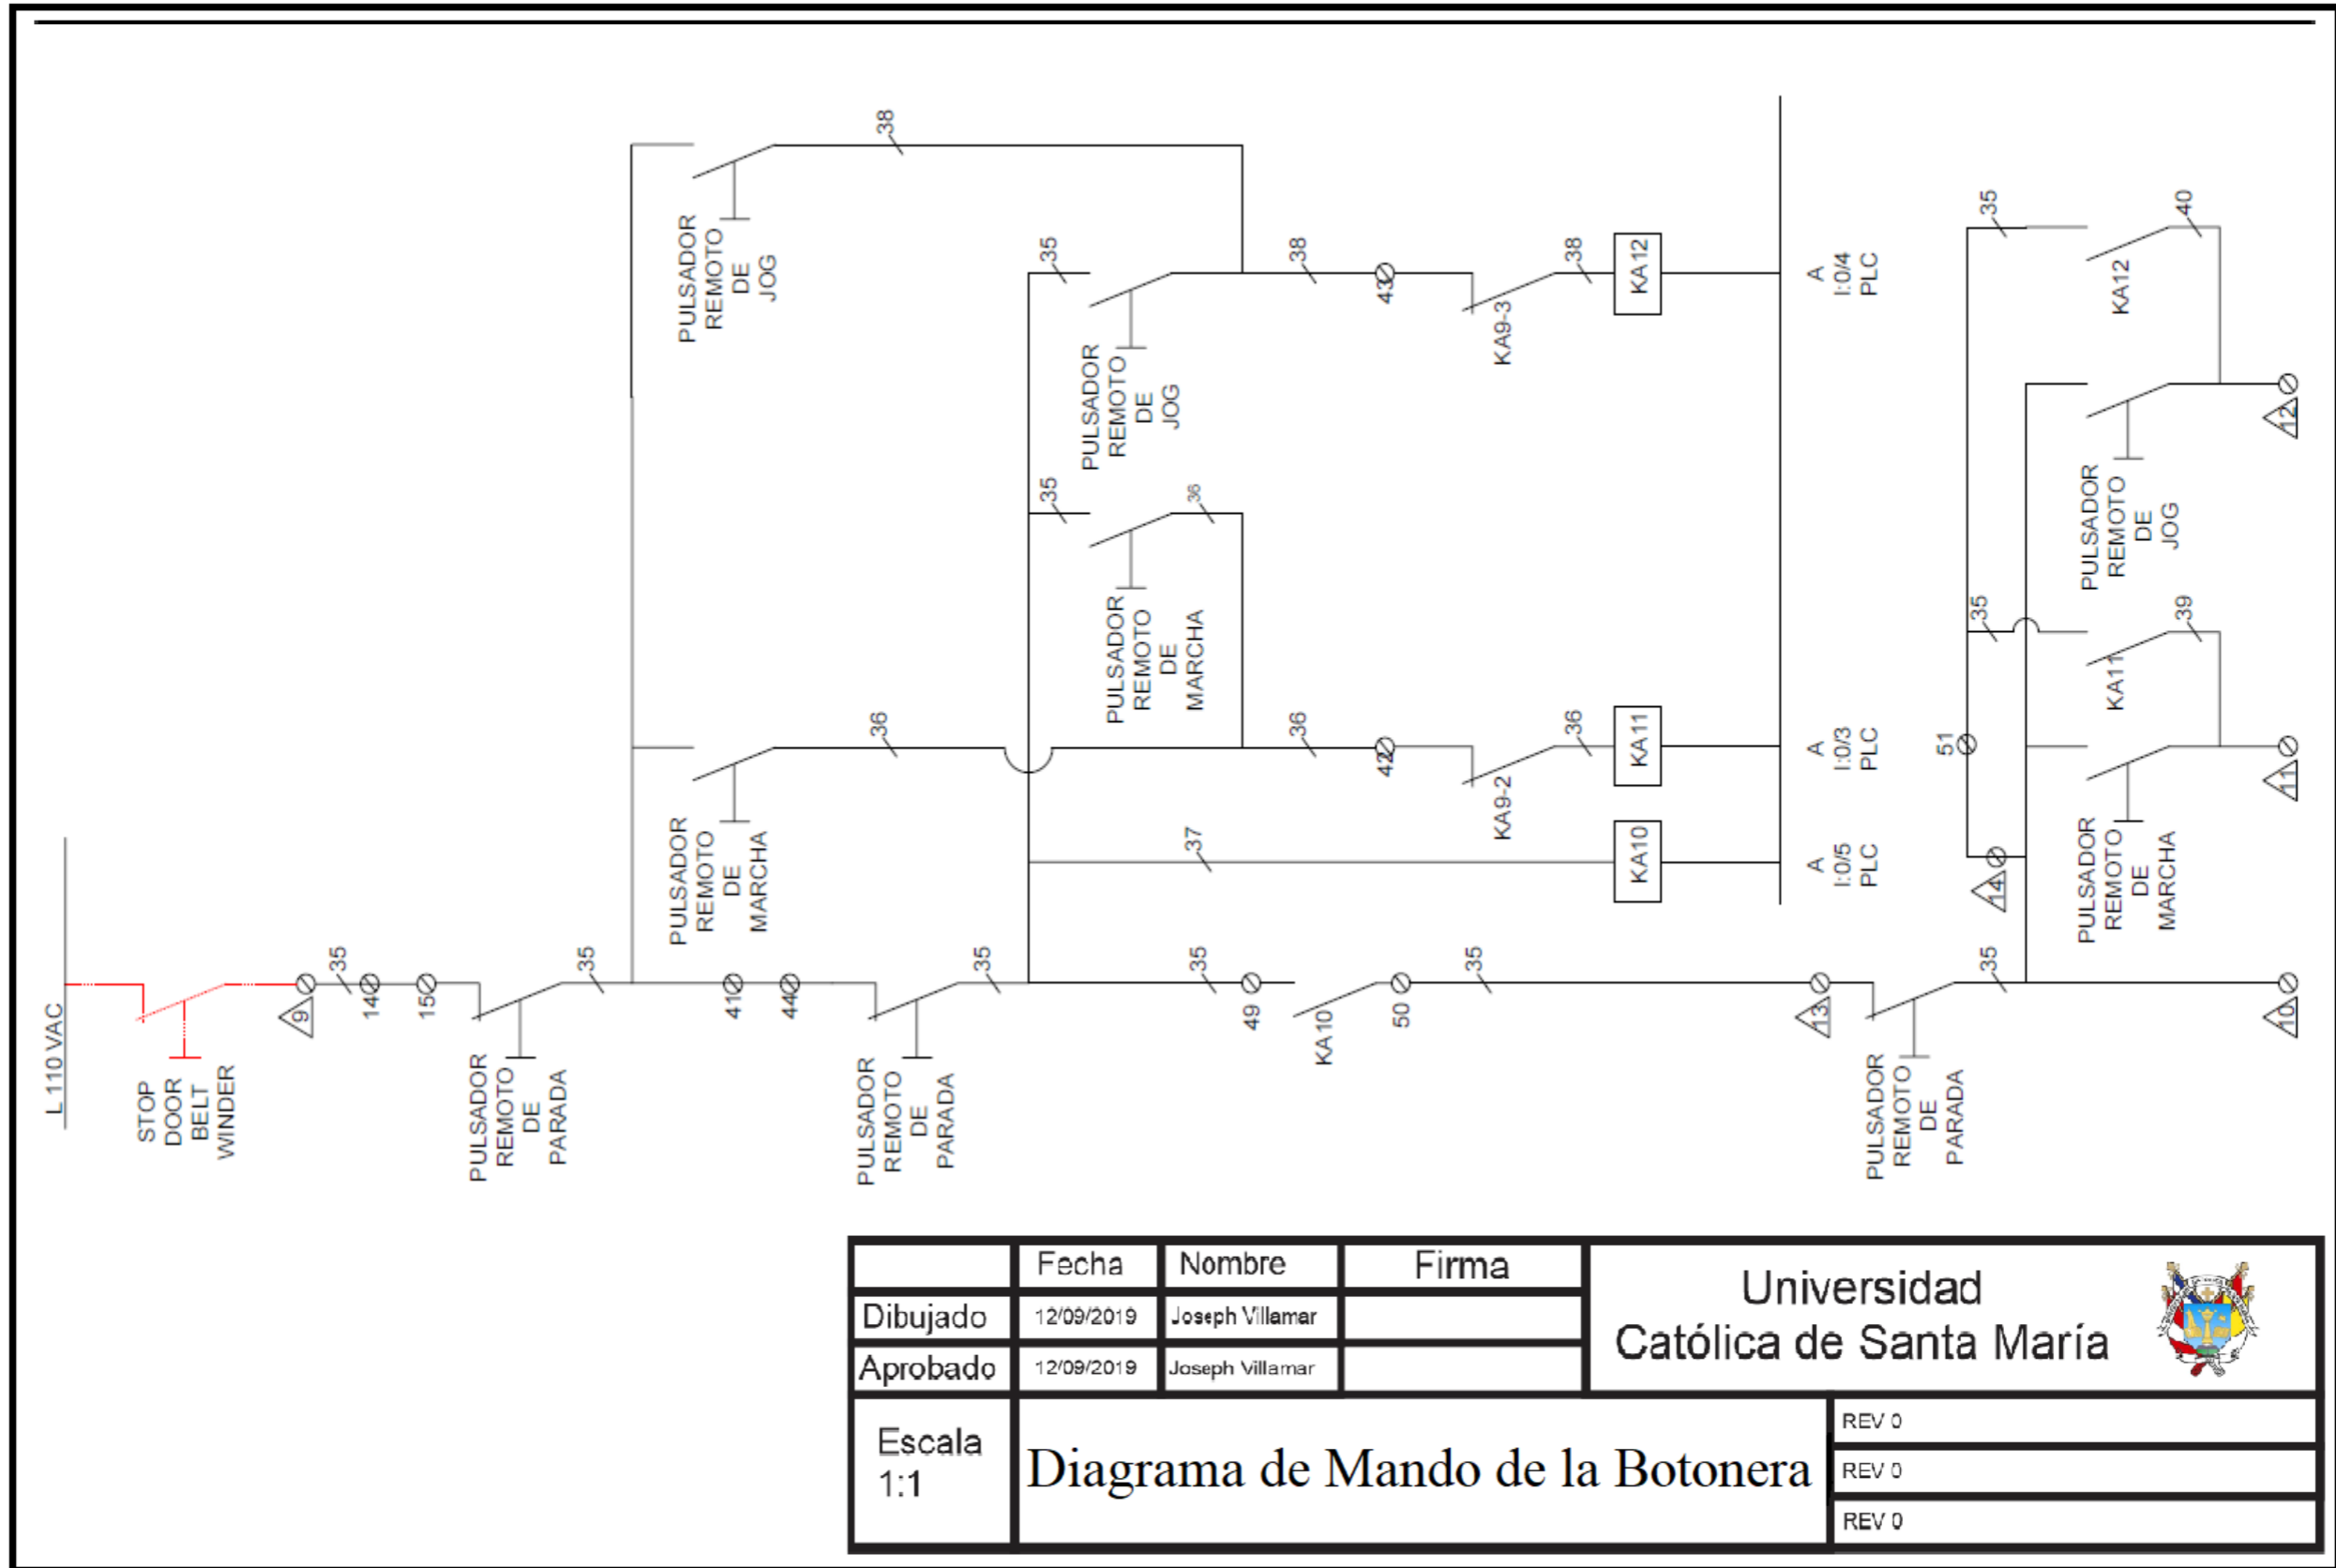 38
PULSADOR
REMOTO
DE
JOG
35
38
38
KA12
43
KA9-3
A
I:0/4
PLC
PULSADOR
REMOTO
DE
JOG
35
40
KA12
12
35
36
PULSADOR
REMOTO
DE
MARCHA
PULSADOR
REMOTO
DE
JOG
36
36
36
KA11
42
KA9-2
A
I:0/3
PLC
PULSADOR
REMOTO
DE
MARCHA
37
KA10
A
I:0/5
PLC
35
39
KA11
51
11
14
PULSADOR
REMOTO
DE
MARCHA
L 110 VAC
STOP
DOOR
BELT
WINDER
9
35
14
15
PULSADOR
REMOTO
DE
PARADA
35
41
44
PULSADOR
REMOTO
DE
PARADA
35
35
49
KA10
50
35
13
PULSADOR
REMOTO
DE
PARADA
35
10
Fecha Nombre Firma
Dibujado 12/09/2019 Joseph Villamar
Aprobado 12/09/2019 Joseph Villamar
Universidad
Católica de Santa María
Escala
1:1
Diagrama de Mando de la Botonera
REV 0
REV 0
REV 0